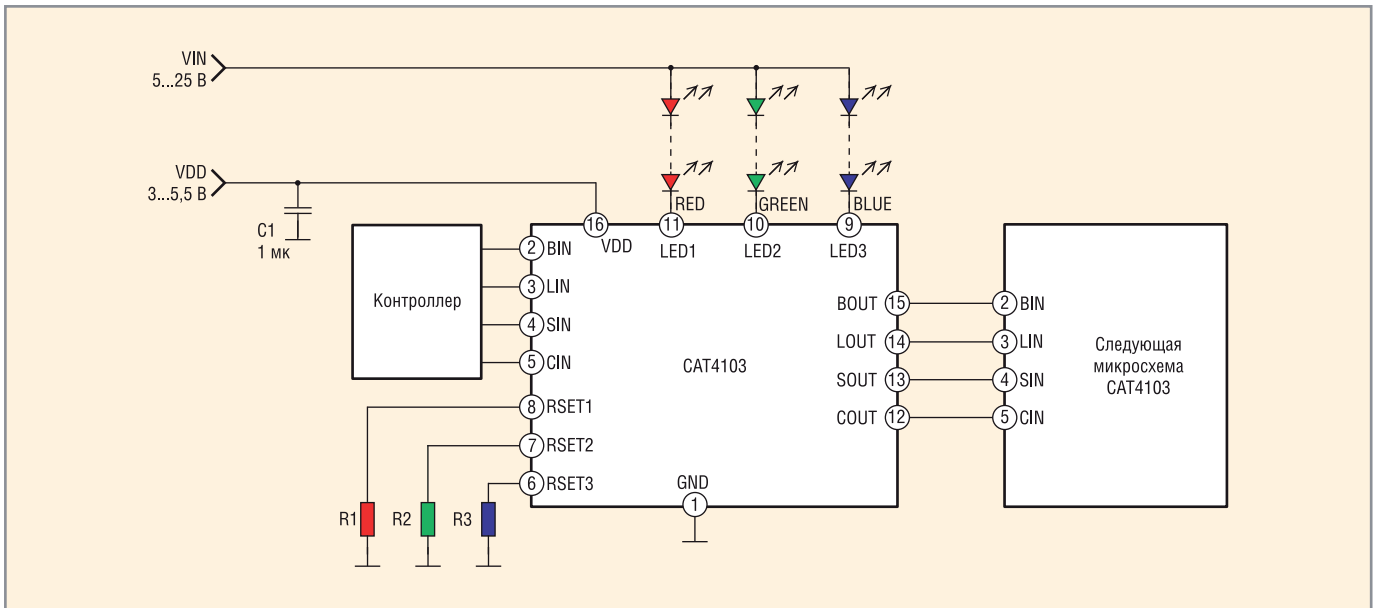 VIN
5...25 В
VDD
3...5,5 В
C1
1 мк
RED
GREEN
BLUE
16
11
10
9
VDD
LED1
LED2
LED3
Контроллер
2
BIN
3
LIN
4
SIN
5
CIN
8
RSET1
7
RSET2
6
RSET3
CAT4103
BOUT
15
LOUT
14
SOUT
13
COUT
12
GND
1
2
BIN
3
LIN
4
SIN
5
CIN
Следующая
микросхема
CAT4103
R1
R2
R3